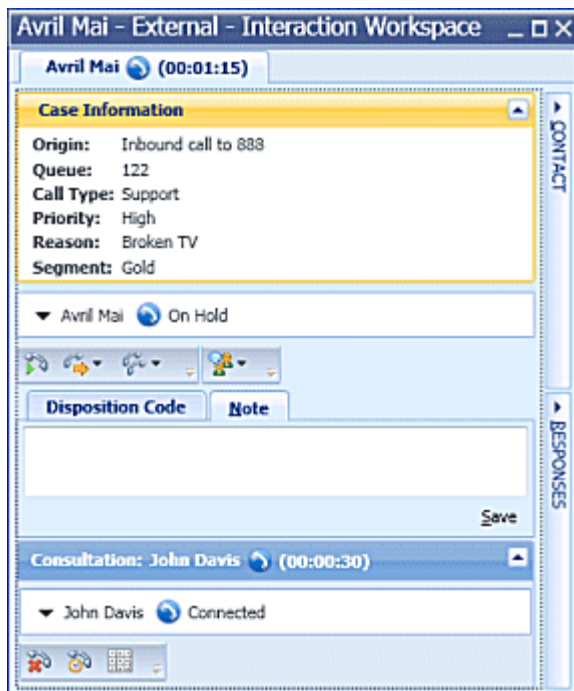 Avril Mai - External - Interaction Workspace
Avril Mai (00:01:15)
Case Information
Origin: Inbound call to 888
Queue: 122
Call Type: Support
Priority: High
Reason: Broken TV
Segment: Gold
Avril Mai On Hold
Disposition Code Note
Save
Consultation: John Davis (00:00:30)
John Davis Connected
CONTACT
RESPONSES